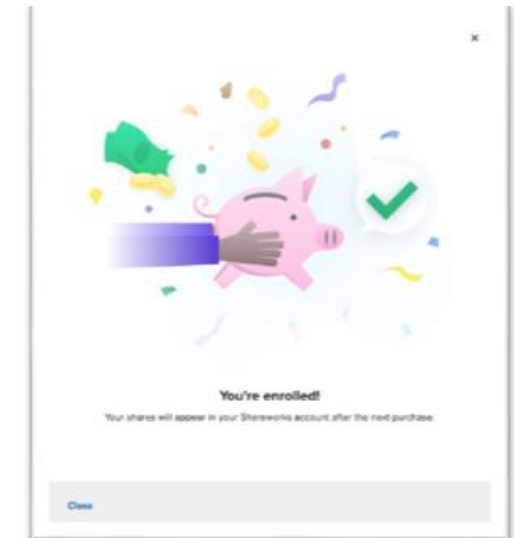 ×
You're enrolled!
Your shares will appear in your Shareworks account after the next purchase.
Close